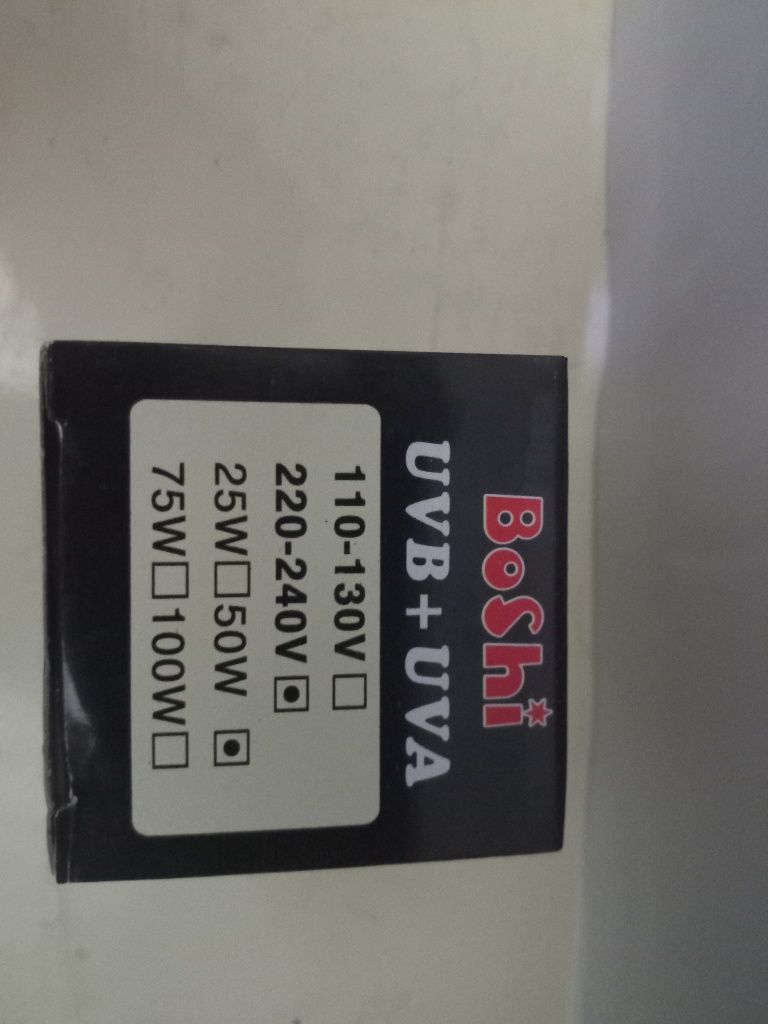 BoShi
UVB+UVA
110-130V☐
220-240V⊡
25W☐50W ⊡
75W☐100W☐